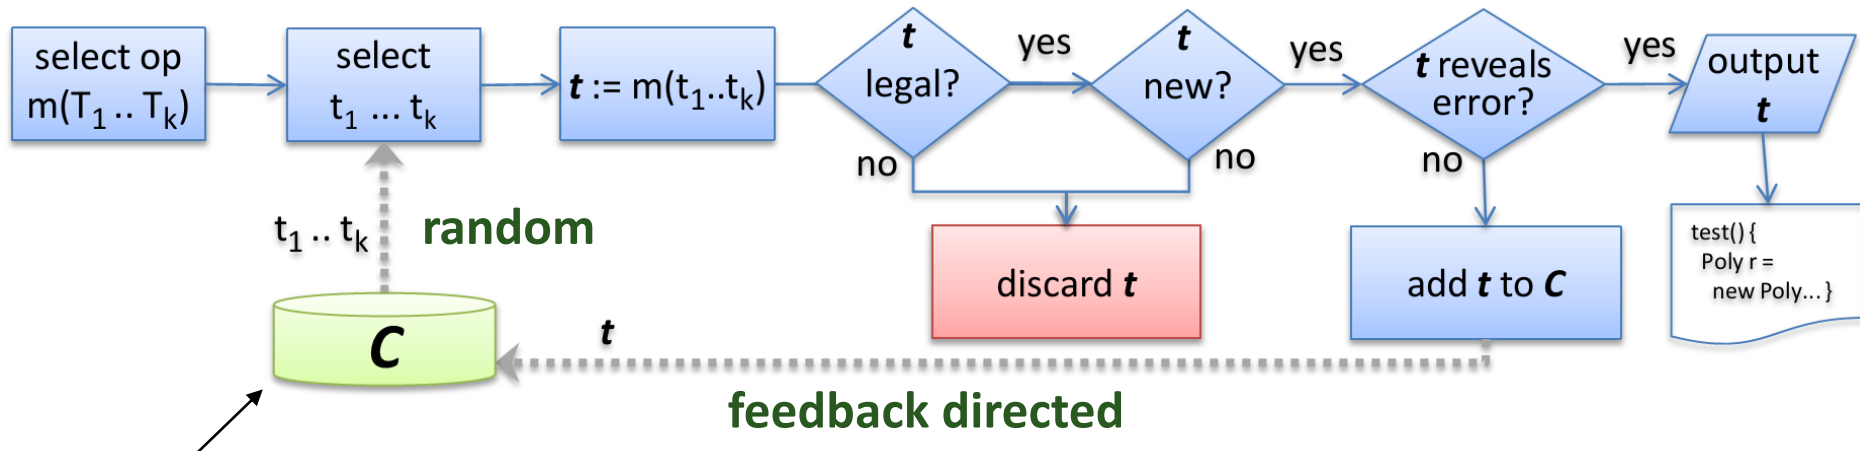 select op
m(T1 .. Tk)
select
t1 ... tk
t := m(t1..tk)
t
legal?
yes
t
new?
yes
t reveals
error?
yes
output
t
no
no
no
t1 .. tk
random
discard t
add t to C
test() {
Poly r =
new Poly... }
C
t
feedback directed